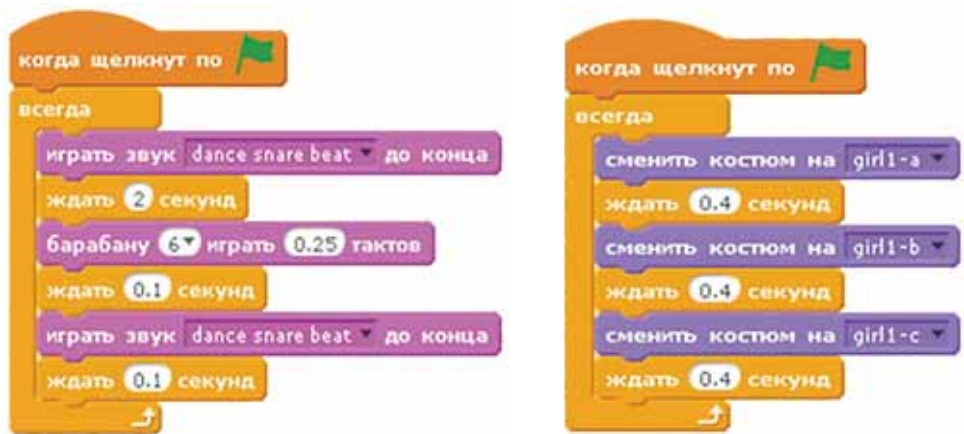 когда щелкнут по
всегда
играть звук dance snare beat до конца
ждать 2 секунд
барабану 6 играть 0.25 тактов
ждать 0.1 секунд
играть звук dance snare beat до конца
ждать 0.1 секунд
когда щелкнут по
всегда
сменить костюм на girl1-a
ждать 0.4 секунд
сменить костюм на girl1-b
ждать 0.4 секунд
сменить костюм на girl1-c
ждать 0.4 секунд